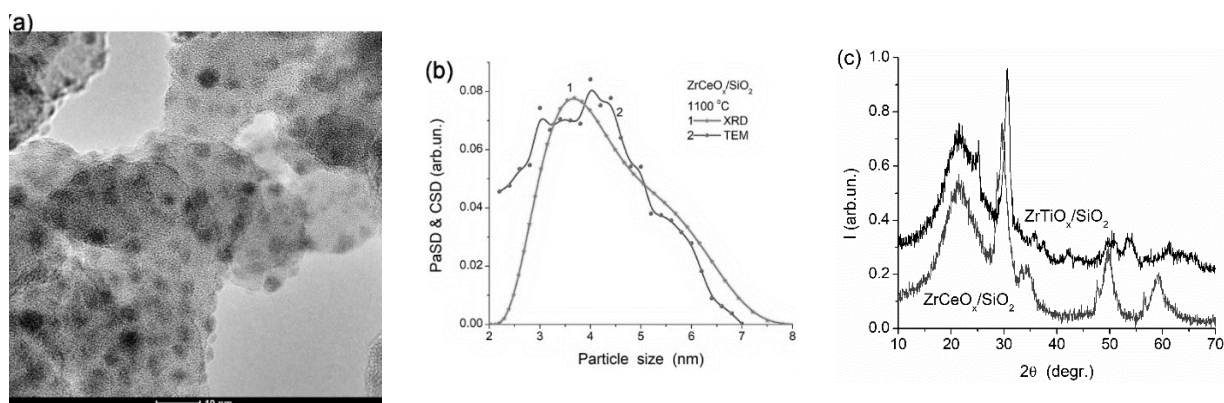 (a)
10 nm
(b)
PaSD & CSD (arb.un.)
0.08
0.06
0.04
0.02
0.00
2 3 4 5 6 7 8
Particle size (nm)
1
2
ZrCeOₓ/SiO₂
1100 °C
1 XRD
2 TEM
(c)
I (arb.un.)
1.0
0.8
0.6
0.4
0.2
0.0
ZrTiOₓ/SiO₂
ZrCeOₓ/SiO₂
10 20 30 40 50 60 70
2θ (degr.)